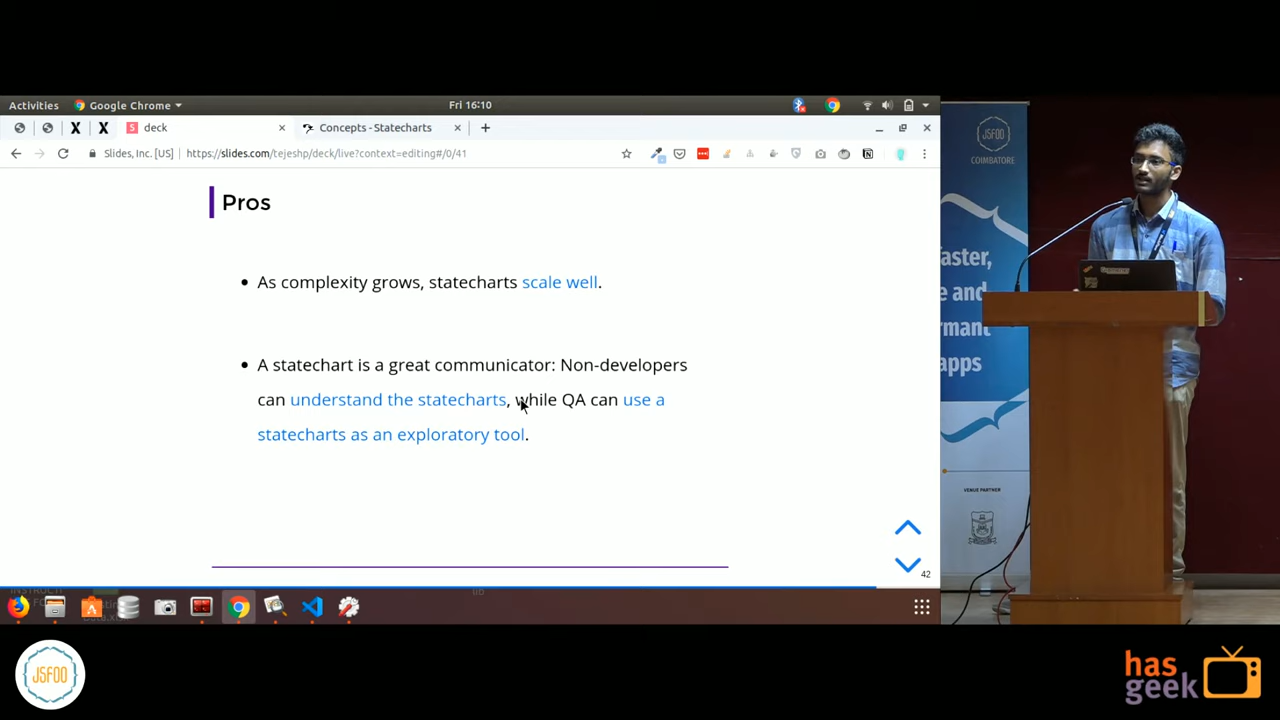 Activities
Google Chrome
Fri 16:10
deck
Concepts - Statecharts
Slides, Inc. [US]
https://slides.com/tejeshp/deck/live?context=editing#/0/41
Pros
As complexity grows, statecharts scale well.
A statechart is a great communicator: Non-developers
can understand the statecharts, while QA can use a
statecharts as an exploratory tool.
42
JSFOO
COIMBATORE
faster,
e and
rmant
apps
VENUE PARTNER
JSFOO
has
geek